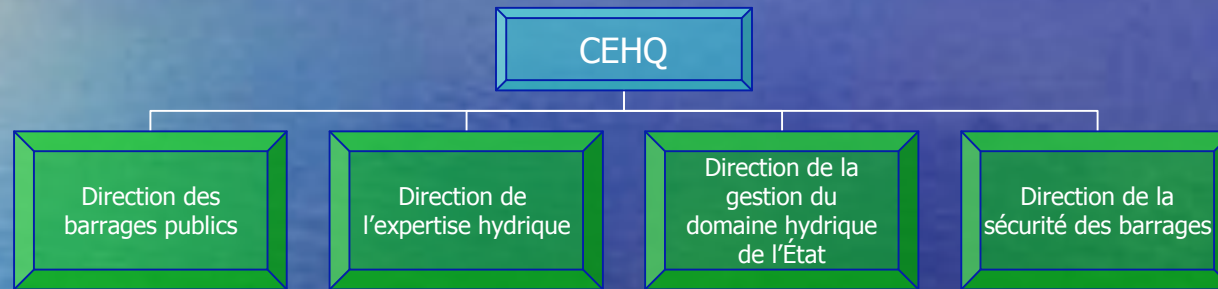 CEHQ
Direction des
barrages publics
Direction de
l’expertise hydrique
Direction de la
gestion du
domaine hydrique
de l’État
Direction de la
sécurité des barrages